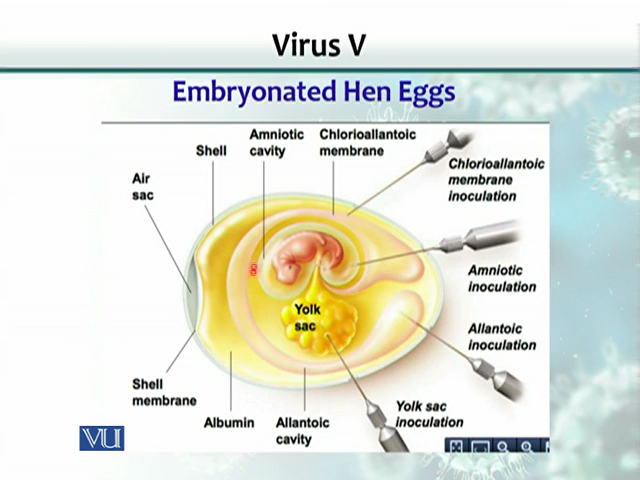 Virus V
Embryonated Hen Eggs
Amniotic
cavity
Chlorioallantoic
membrane
Shell
Air
sac
Chlorioallantoic
membrane
inoculation
Amniotic
inoculation
Yolk
sac
Allantoic
inoculation
Shell
membrane
Albumin
Allantoic
cavity
Yolk sac
inoculation
VU